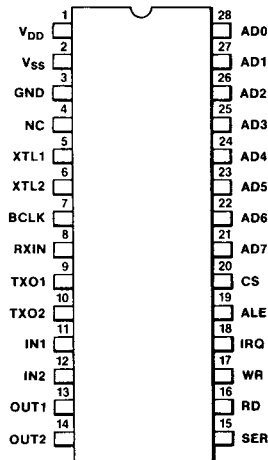 1 28
VDD AD0
2 27
VSS AD1
3 26
GND AD2
4 25
NC AD3
5 24
XTL1 AD4
6 23
XTL2 AD5
7 22
BCLK AD6
8 21
RXIN AD7
9 20
TXO1 CS
10 19
TXO2 ALE
11 18
IN1 IRQ
12 17
IN2 WR
13 16
OUT1 RD
14 15
OUT2 SER